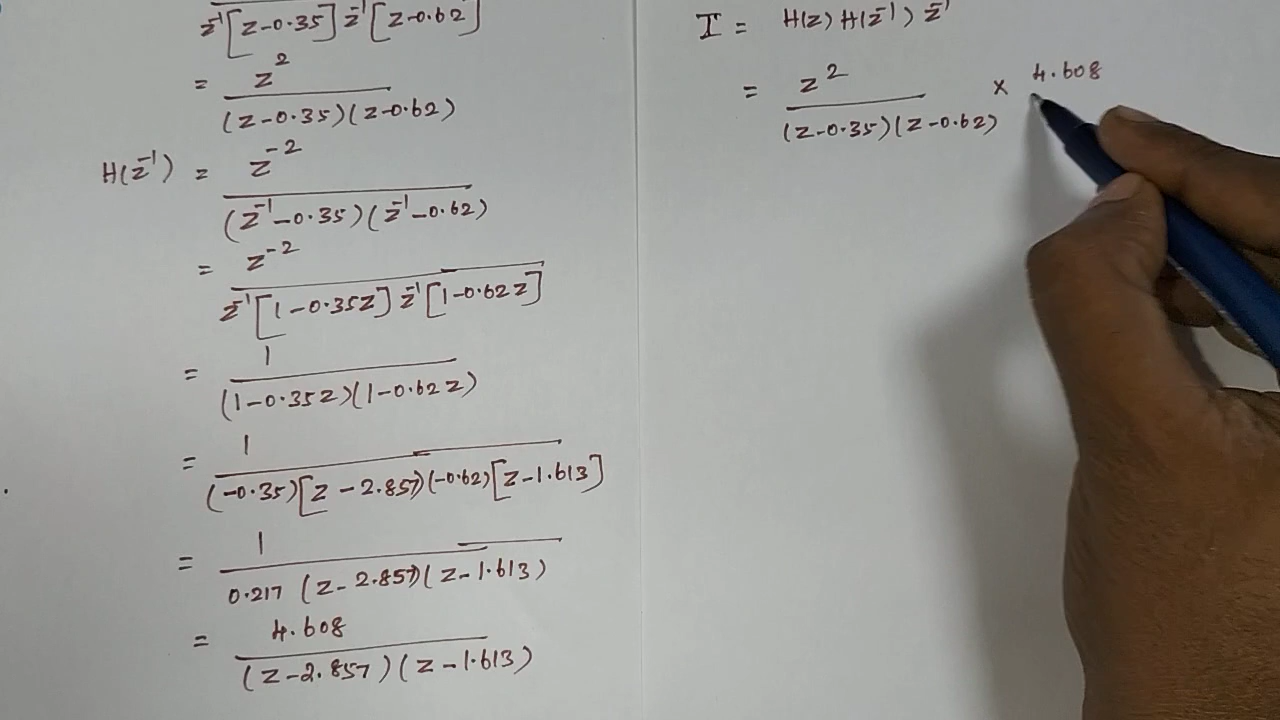 z⁻¹[z-0.35] z⁻¹[z-0.62]
= z² / (z-0.35)(z-0.62)
H(z⁻¹) = z⁻² / (z⁻¹-0.35)(z⁻¹-0.62)
= z⁻² / z⁻¹[1-0.35z] z⁻¹[1-0.62z]
= 1 / (1-0.35z)(1-0.62z)
= 1 / (-0.35)[z-2.857)(-0.62)[z-1.613]
= 1 / 0.217 (z-2.857)(z-1.613)
= 4.608 / (z-2.857)(z-1.613)
I = H(z) H(z⁻¹) z⁻¹
= z² / (z-0.35)(z-0.62) × 4.608